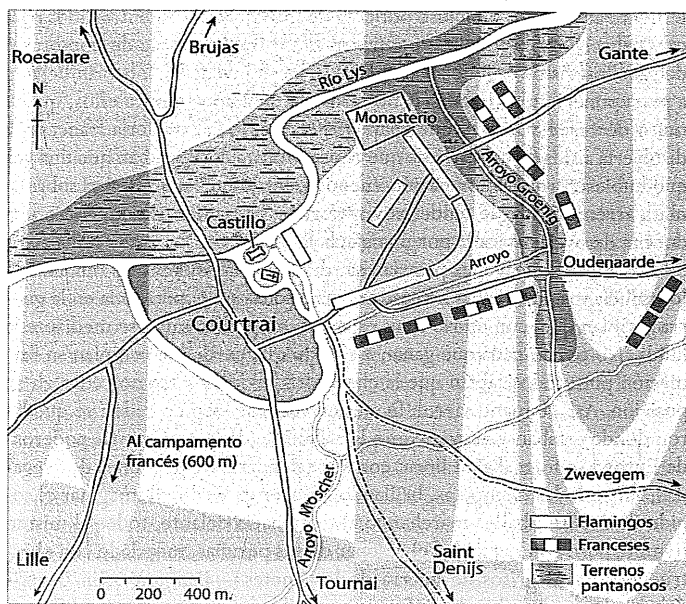 Roesalare
Brujas
Gante
N
Río Lys
Monasterio
Arroyo Groenig
Castillo
Arroyo
Oudenaarde
Courtrai
Al campamento
francés (600 m)
Arroyo Moscher
Zwevegem
Flamingos
Franceses
Terrenos
pantanosos
Lille
Saint
Denijs
Tournai
0 200 400 m.